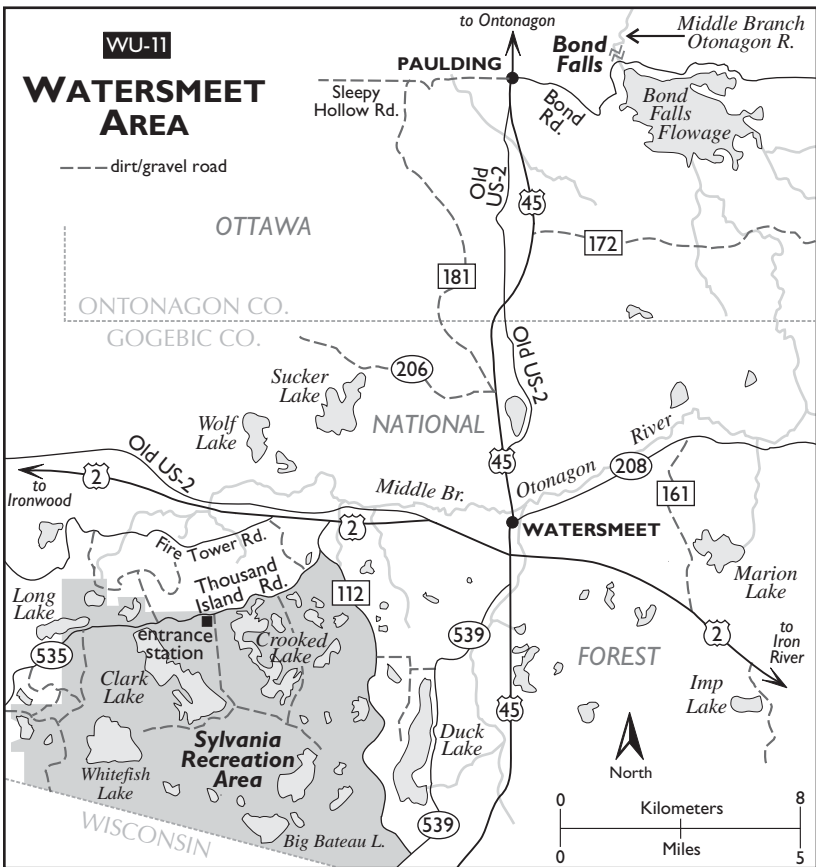 WU-11
WATERSMEET
AREA
dirt/gravel road
to Ontonagon
PAULDING
Bond
Falls
Middle Branch
Otonagon R.
Sleepy
Hollow Rd.
Bond
Rd.
Bond
Falls
Flowage
Old
US-2
45
OTTAWA
172
181
ONTONAGON CO.
GOGEBIC CO.
206
Old US-2
Sucker
Lake
Wolf
Lake
NATIONAL
Old US-2
2
to
Ironwood
45
Middle Br.
Otonagon
River
208
161
WATERSMEET
2
Fire Tower Rd.
Thousand
Island Rd.
Long
Lake
112
Marion
Lake
535
entrance
station
Crooked
Lake
539
FOREST
2
to
Iron
River
Clark
Lake
45
Imp
Lake
Duck
Lake
Sylvania
Recreation
Area
Whitefish
Lake
North
WISCONSIN
Big Bateau L.
539
0
8
Kilometers
Miles
0
5